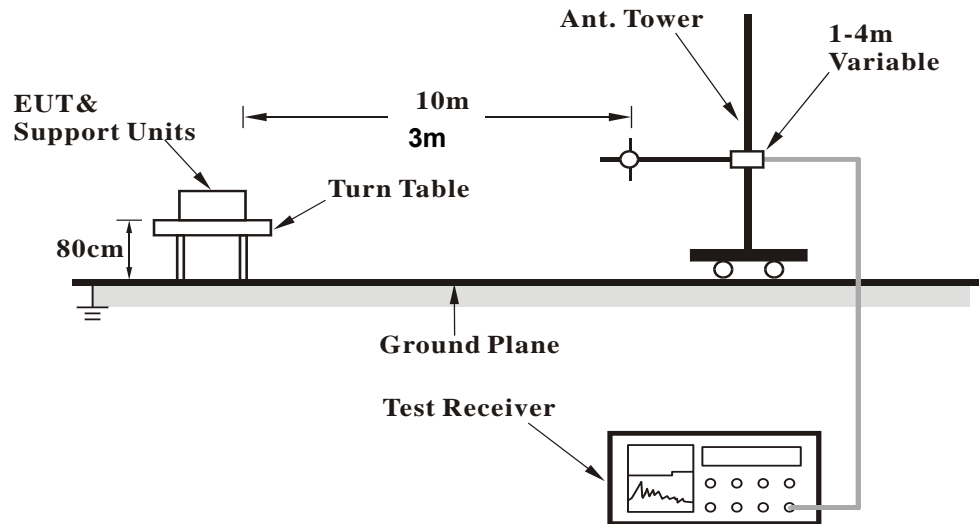 Ant. Tower
1-4m
Variable
EUT&
Support Units
10m
3m
Turn Table
80cm
Ground Plane
Test Receiver